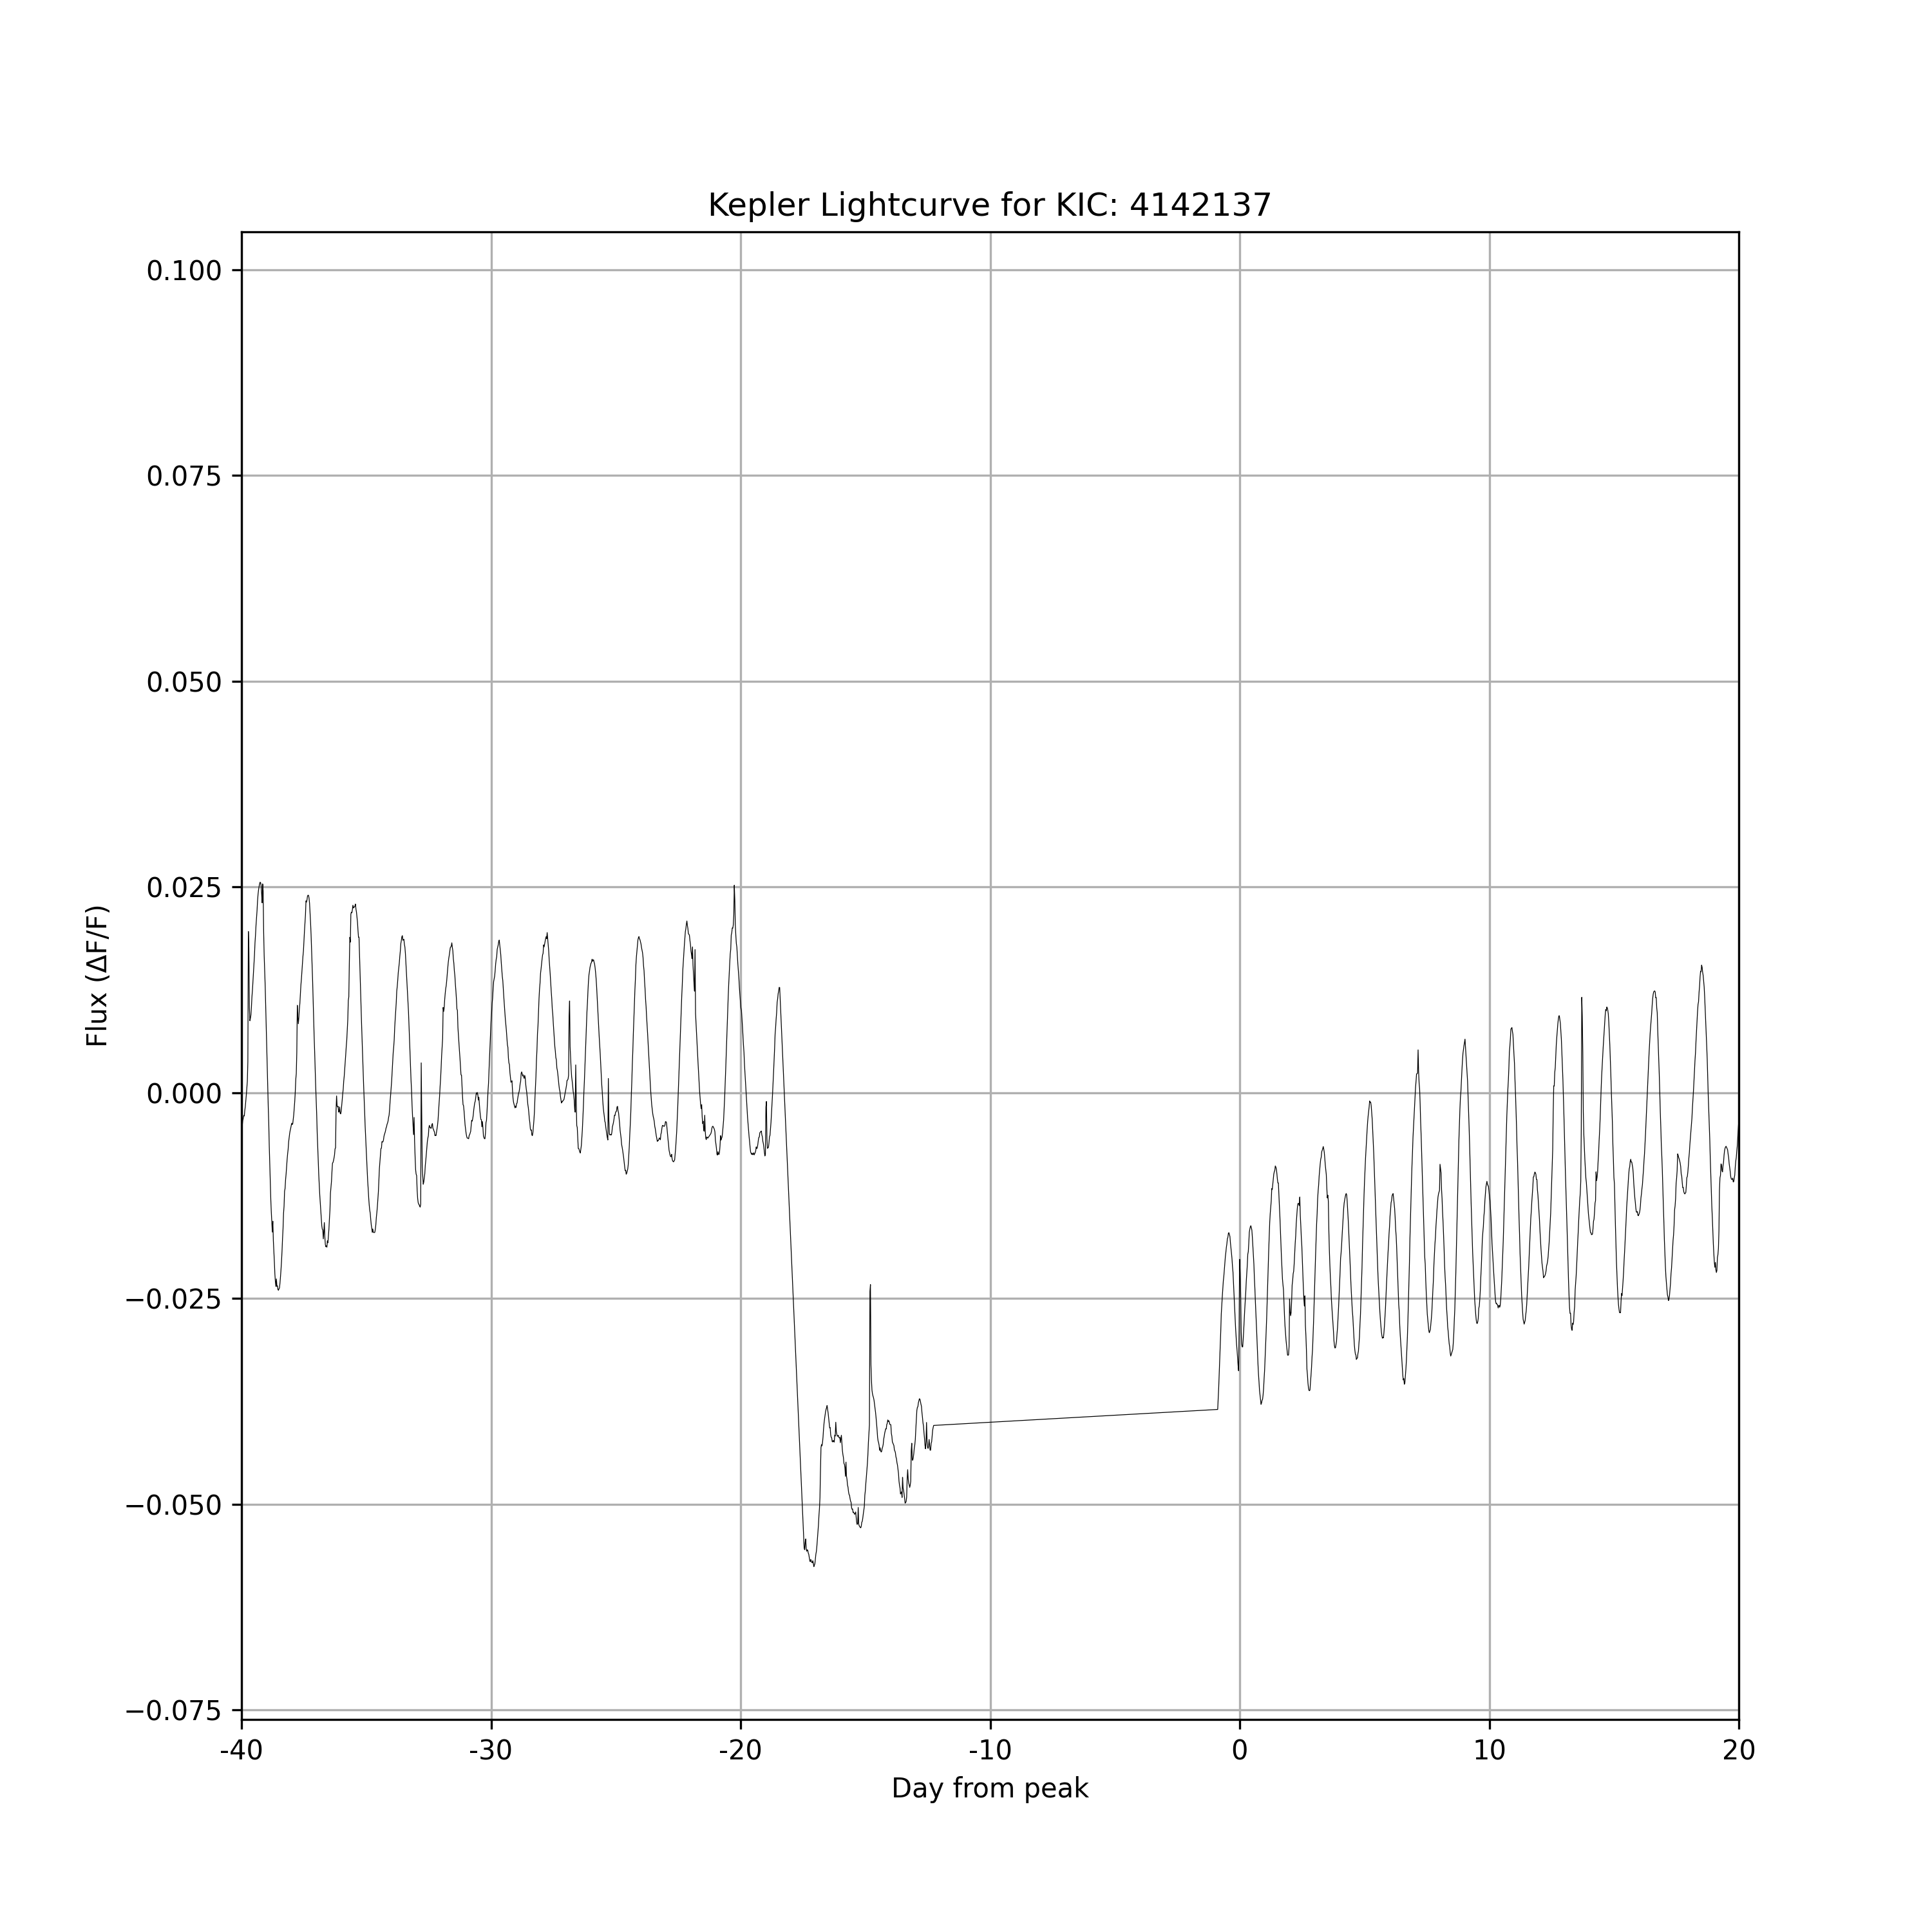 Kepler Lightcurve for KIC: 4142137
0.100
0.075
0.050
0.025
0.000
−0.025
−0.050
−0.075
Flux (ΔF/F)
-40 -30 -20 -10 0 10 20
Day from peak